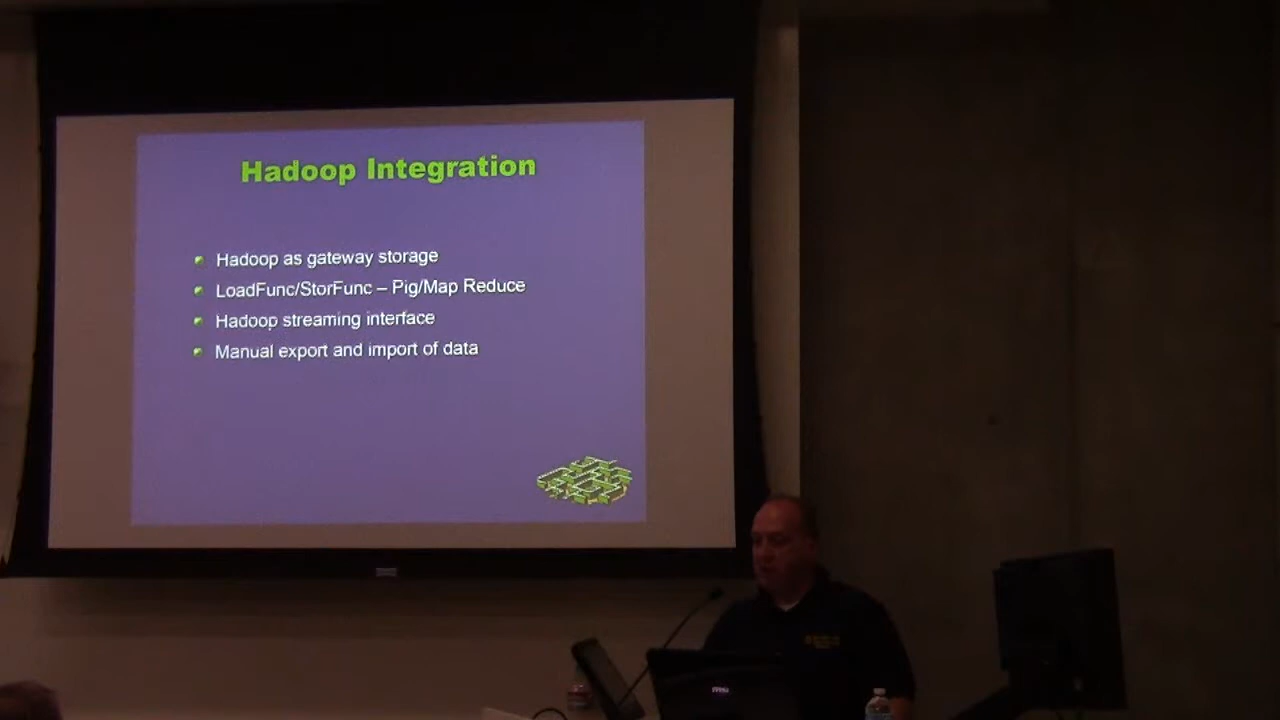 Hadoop Integration
Hadoop as gateway storage
LoadFunc/StorFunc – Pig/Map Reduce
Hadoop streaming interface
Manual export and import of data
msi